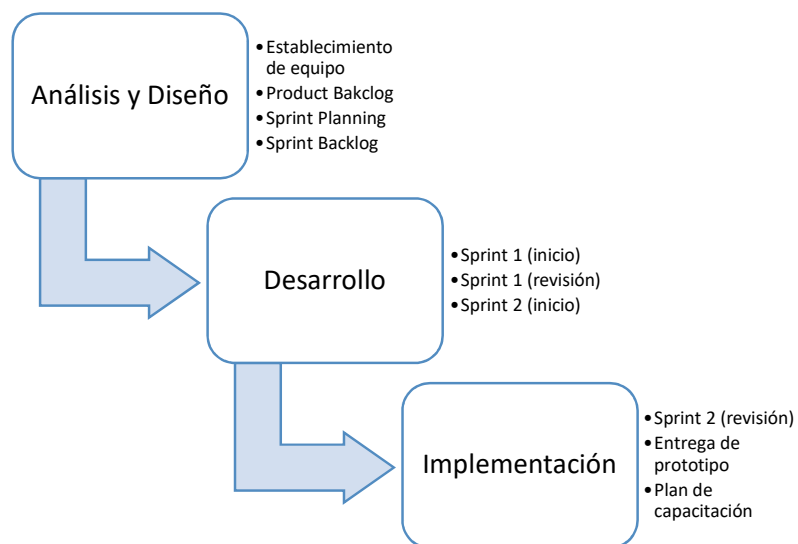 Análisis y Diseño
•Establecimiento
de equipo
•Product Bakclog
•Sprint Planning
•Sprint Backlog
Desarrollo
•Sprint 1 (inicio)
•Sprint 1 (revisión)
•Sprint 2 (inicio)
Implementación
•Sprint 2 (revisión)
•Entrega de
prototipo
•Plan de
capacitación